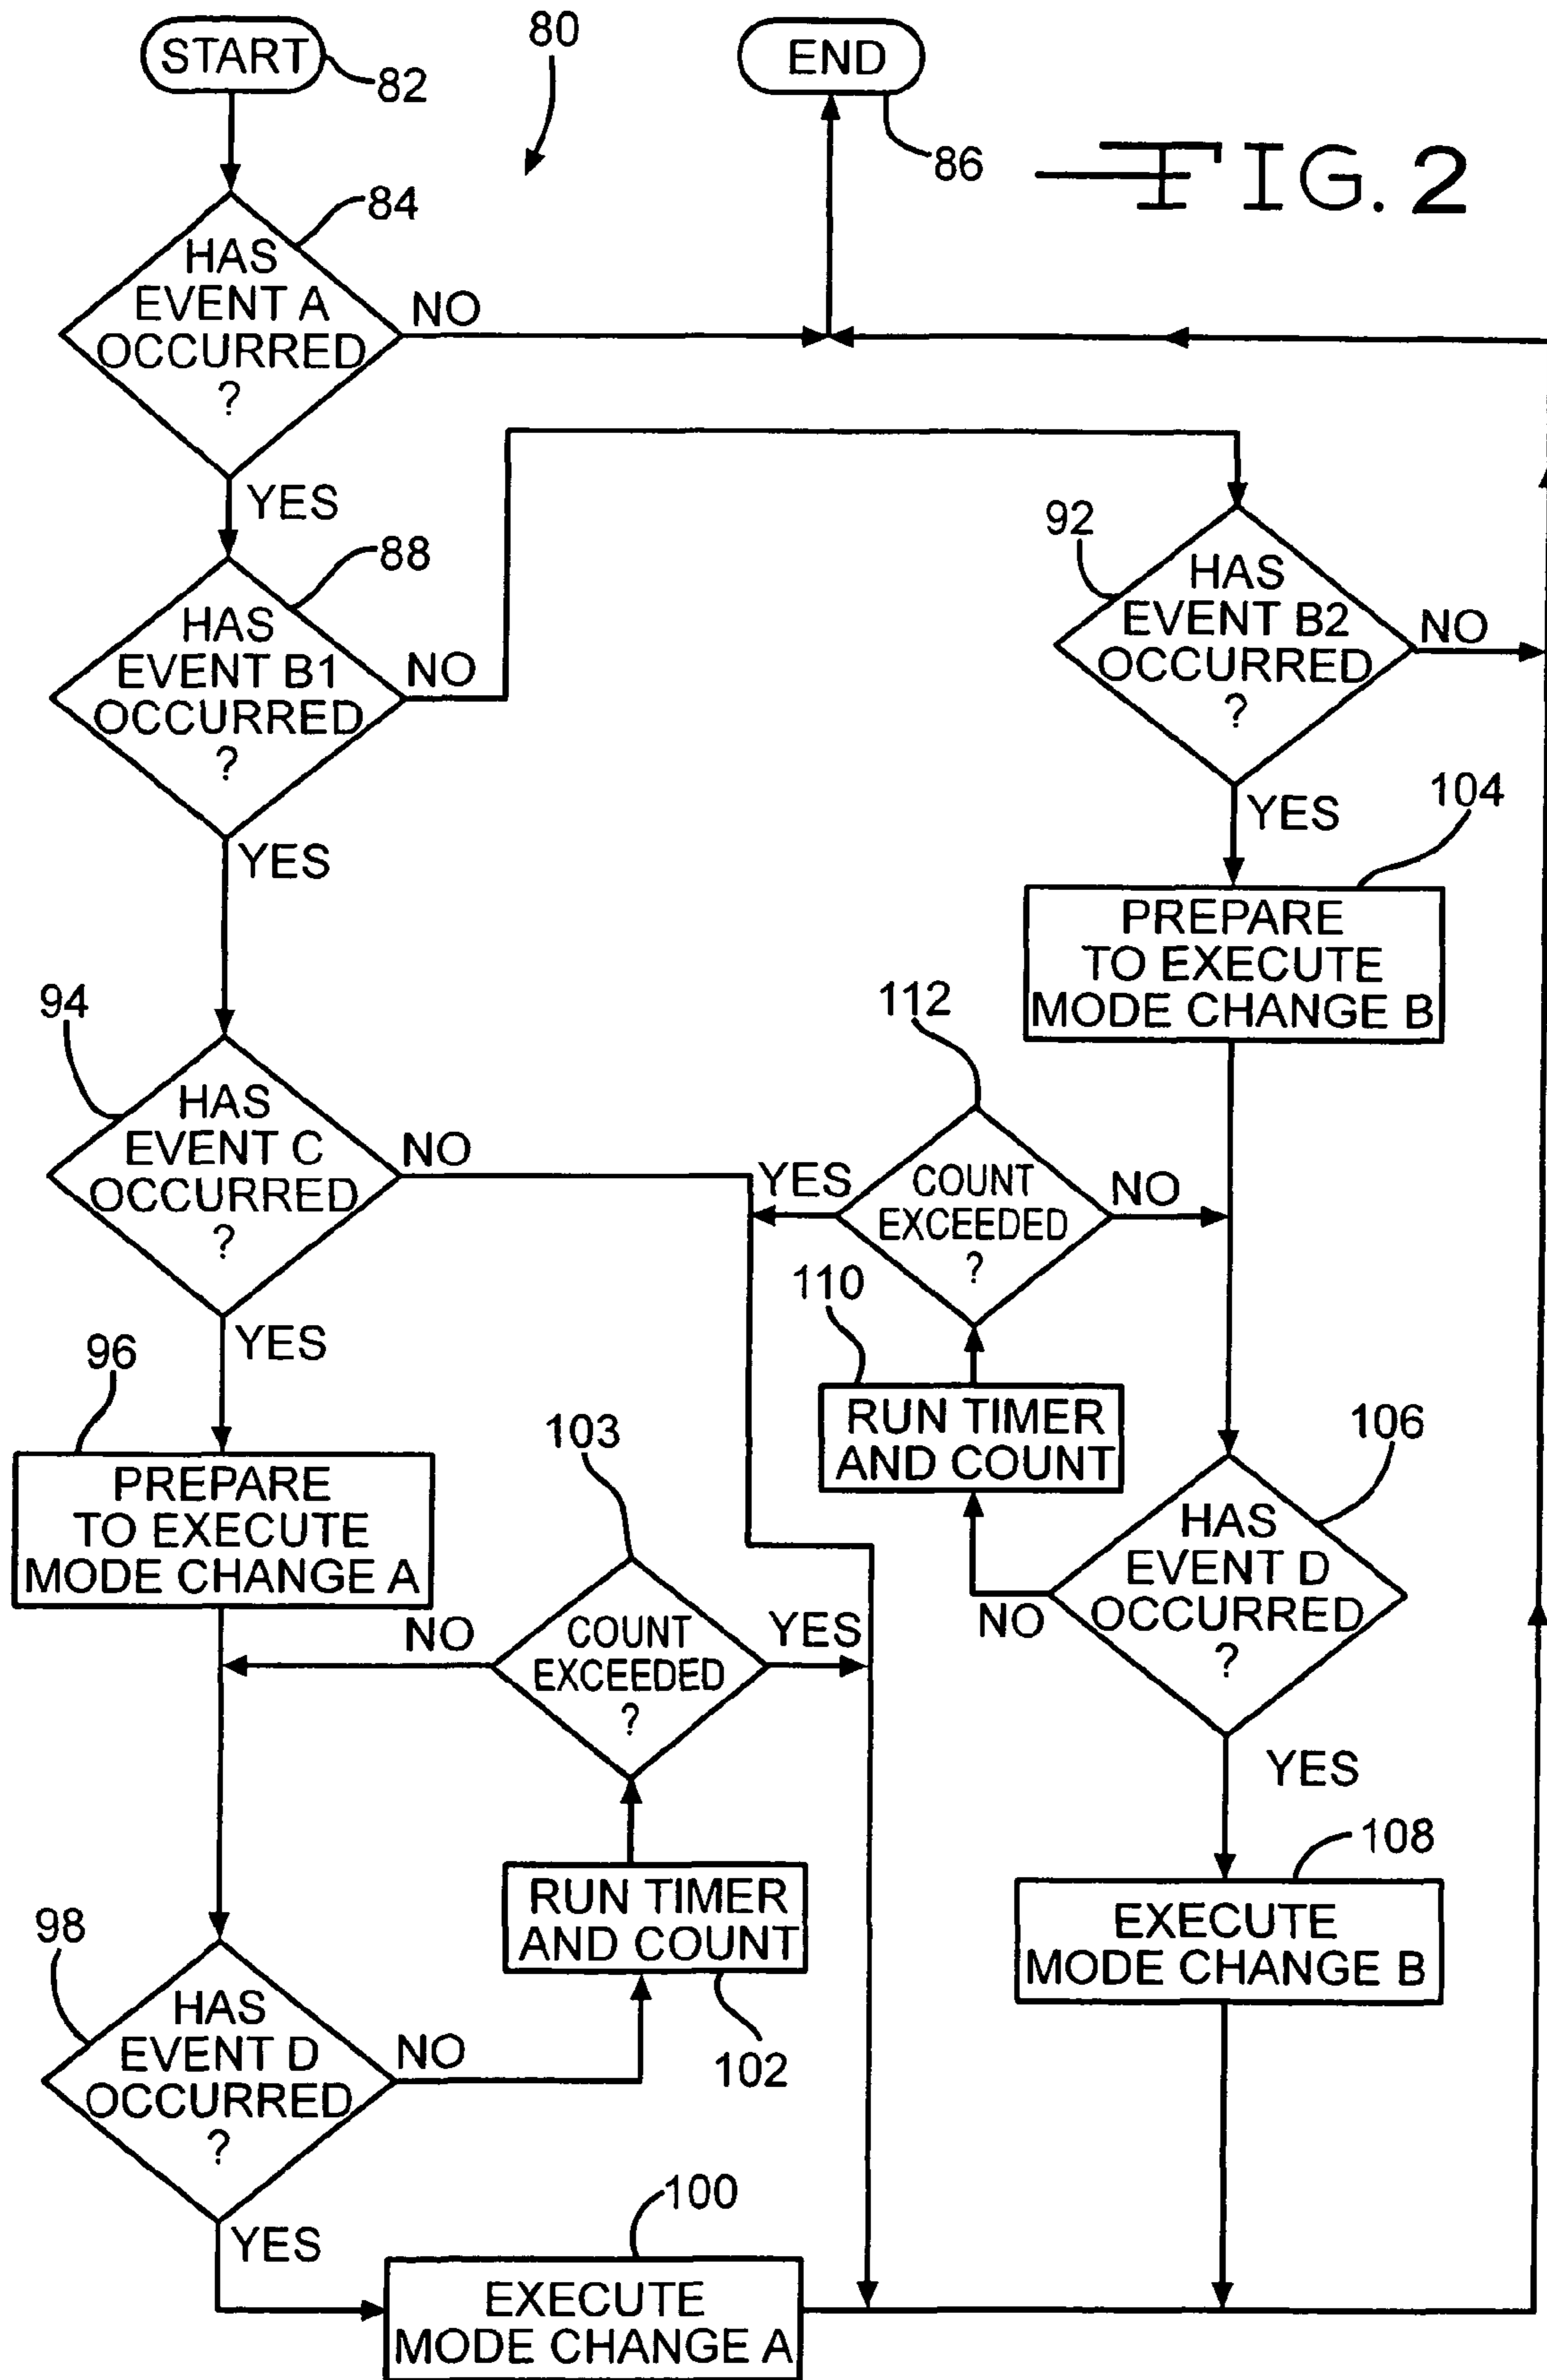 START
82
80
END
86
FIG. 2
84
HAS
EVENT A
OCCURRED
?
NO
YES
88
HAS
EVENT B1
OCCURRED
?
NO
YES
92
HAS
EVENT B2
OCCURRED
?
NO
YES
104
PREPARE
TO EXECUTE
MODE CHANGE B
94
HAS
EVENT C
OCCURRED
?
NO
YES
112
YES
COUNT
EXCEEDED
?
NO
110
RUN TIMER
AND COUNT
106
HAS
EVENT D
OCCURRED
?
NO
YES
96
PREPARE
TO EXECUTE
MODE CHANGE A
103
NO
COUNT
EXCEEDED
?
YES
RUN TIMER
AND COUNT
102
108
EXECUTE
MODE CHANGE B
98
HAS
EVENT D
OCCURRED
?
NO
YES
100
EXECUTE
MODE CHANGE A